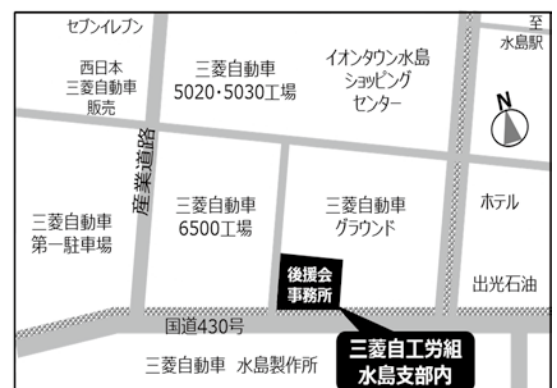 セブンイレブン
西日本
三菱自動車
販売
三菱自動車
5020・5030工場
イオンタウン水島
ショッピング
センター
至
水島駅
N
産業道路
三菱自動車
第一駐車場
三菱自動車
6500工場
三菱自動車
グラウンド
ホテル
後援会
事務所
出光石油
国道430号
三菱自動車 水島製作所
三菱自工労組
水島支部内